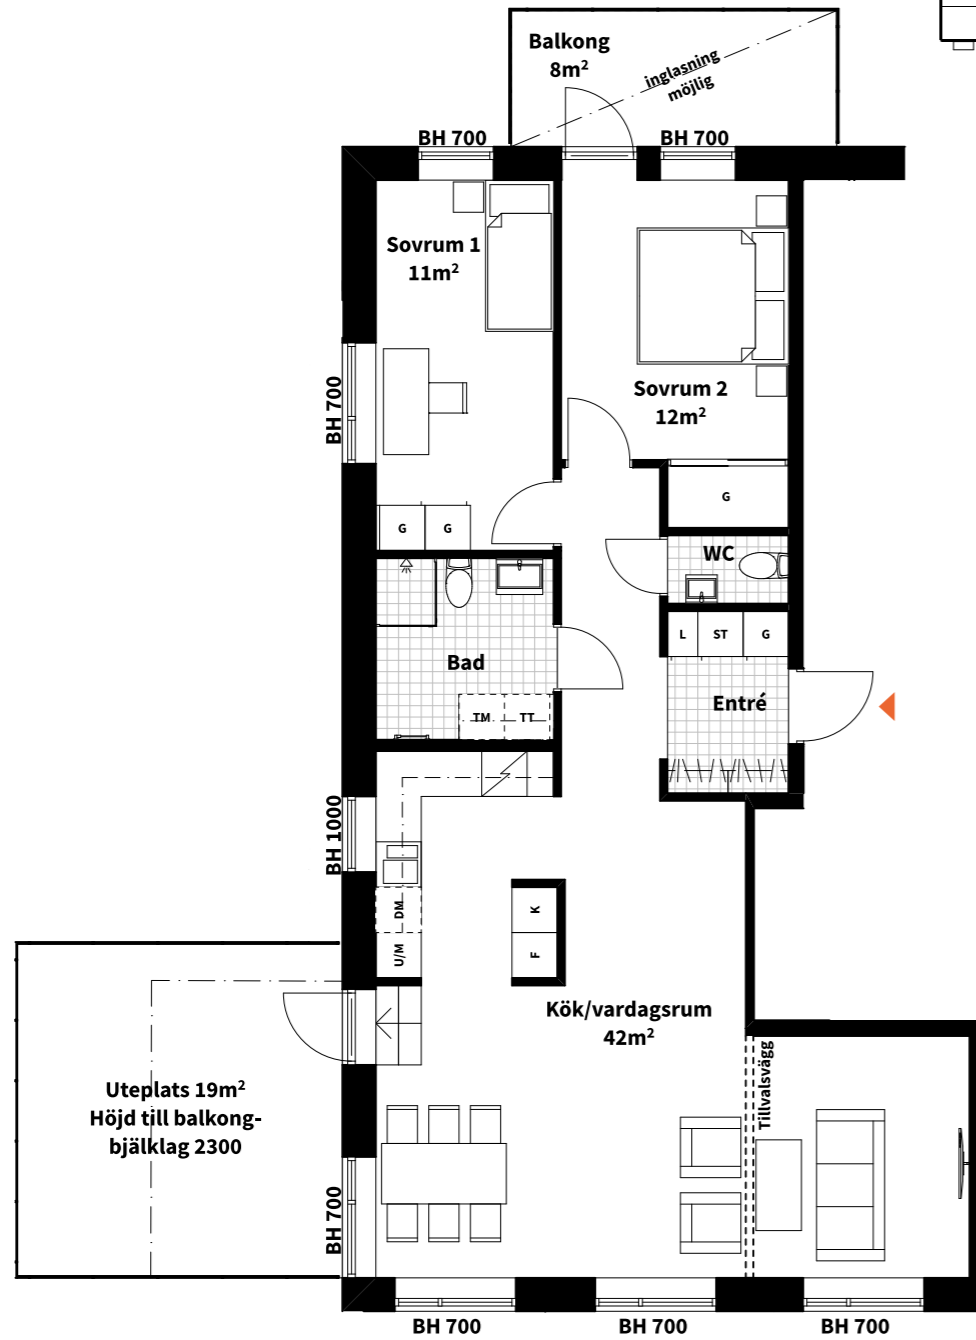 Balkong
8m²
inglasning
möjlig
BH 700
BH 700
Sovrum 1
11m²
BH 700
Sovrum 2
12m²
G
G
G
WC
L
ST
G
Bad
TM
TT
Entré
BH 1000
DM
U/M
K
F
Kök/vardagsrum
42m²
Tillvalsvägg
Uteplats 19m²
Höjd till balkong-
bjälklag 2300
BH 700
BH 700
BH 700
BH 700